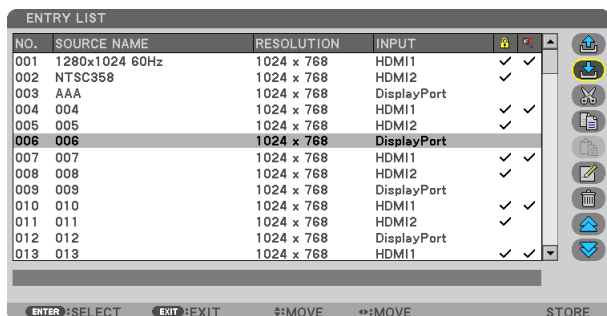 ENTRY LIST
NO. SOURCE NAME RESOLUTION INPUT
001 1280x1024 60Hz 1024 x 768 HDMI1
002 NTSC358 1024 x 768 HDMI2
003 AAA 1024 x 768 DisplayPort
004 004 1024 x 768 HDMI1
005 005 1024 x 768 HDMI2
006 006 1024 x 768 DisplayPort
007 007 1024 x 768 HDMI1
008 008 1024 x 768 HDMI2
009 009 1024 x 768 DisplayPort
010 010 1024 x 768 HDMI1
011 011 1024 x 768 HDMI2
012 012 1024 x 768 DisplayPort
013 013 1024 x 768 HDMI1
ENTER :SELECT EXIT :EXIT :MOVE :MOVE STORE